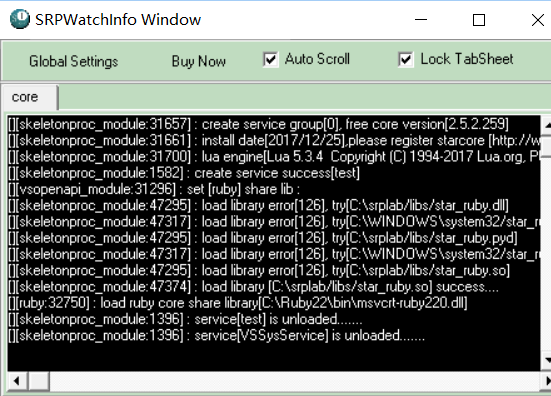 SRPWatchInfo Window
Global Settings Buy Now Auto Scroll Lock TabSheet
core
[][skeletonproc_module:31657] : create service group[0], free core version[2.5.2.259]
[][skeletonproc_module:31661] : install date[2017/12/25],please register starcore [http://w
[][skeletonproc_module:31700] : lua engine[Lua 5.3.4 Copyright (C) 1994-2017 Lua.org, P
[][skeletonproc_module:1582] : create service success[test]
[][vsopenapi_module:31296] : set [ruby] share lib :
[][skeletonproc_module:47295] : load library error[126], try[C:\srplab/libs/star_ruby.dll]
[][skeletonproc_module:47317] : load library error[126], try[C:\WINDOWS\system32/star_r
[][skeletonproc_module:47295] : load library error[126], try[C:\srplab/libs/star_ruby.pyd]
[][skeletonproc_module:47317] : load library error[126], try[C:\WINDOWS\system32/star_r
[][skeletonproc_module:47295] : load library error[126], try[C:\srplab/libs/star_ruby.so]
[][skeletonproc_module:47374] : load library [C:\srplab/libs/star_ruby.so] success....
[][ruby:32750] : load ruby core share library[C:\Ruby22\bin\msvcrt-ruby220.dll]
[][skeletonproc_module:1396] : service[test] is unloaded.......
[][skeletonproc_module:1396] : service[VSSysService] is unloaded.......